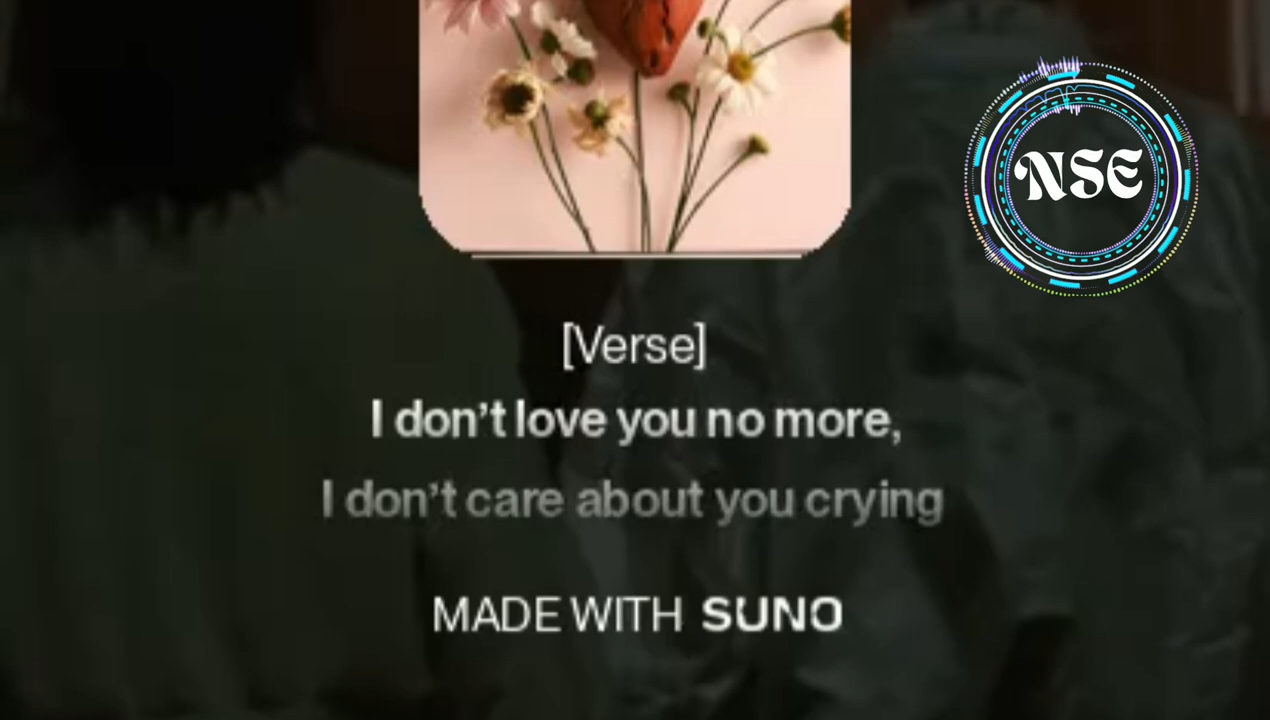 NSE
[Verse]
I don't love you no more,
I don't care about you crying
MADE WITH SUNO